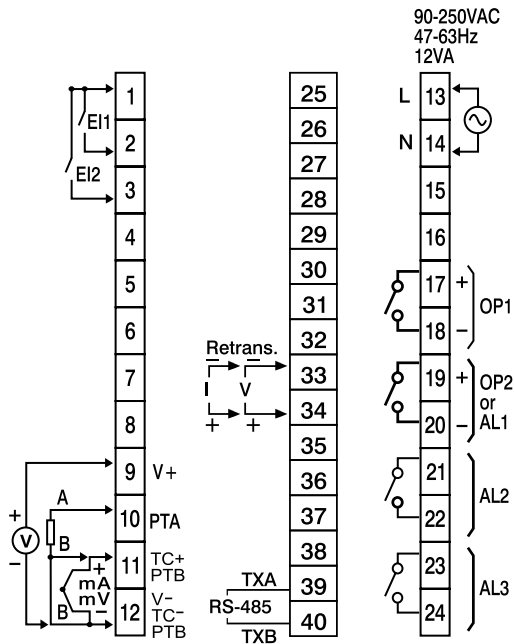 90-250VAC
47-63Hz
12VA
1
EI1
2
EI2
3
4
5
6
7
8
9 V+
A
10 PTA
+
V
B
−
11 TC+
PTB
+
mA
mV
B −
12 V−
TC−
PTB
25
26
27
28
29
30
31
32
Retrans.
− −
33
I V
34
+ +
35
36
37
38
TXA 39
RS-485
TXB 40
L 13
N 14
15
16
17 +
OP1
18 −
19 +
OP2
or
AL1
20 −
21
AL2
22
23
AL3
24